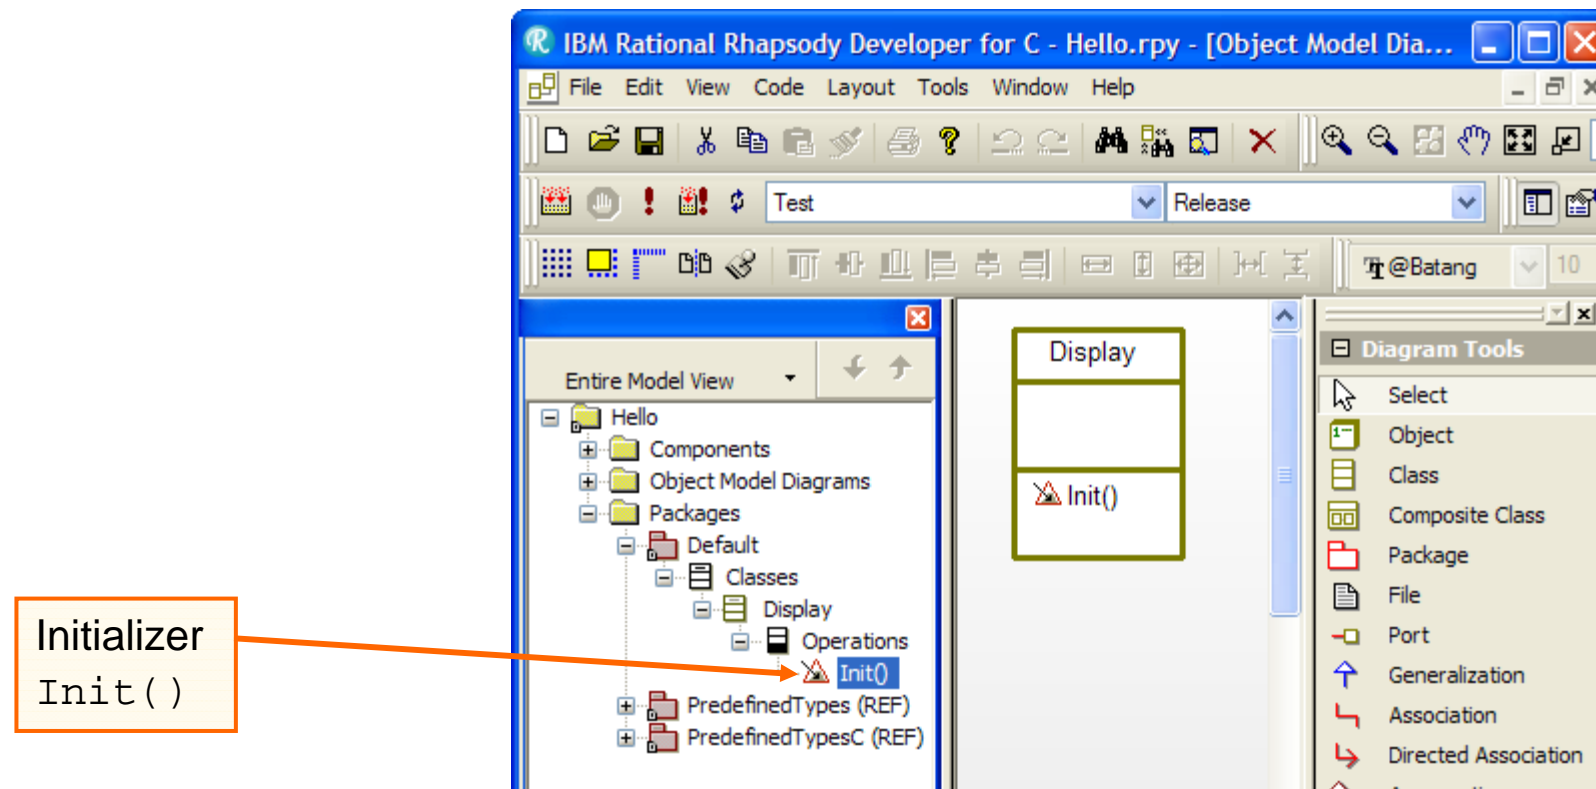 IBM Rational Rhapsody Developer for C - Hello.rpy - [Object Model Dia...
File Edit View Code Layout Tools Window Help
Test Release
@Batang 10
Entire Model View
Hello
Components
Object Model Diagrams
Packages
Default
Classes
Display
Operations
Init()
PredefinedTypes (REF)
PredefinedTypesC (REF)
Display
Init()
Diagram Tools
Select
Object
Class
Composite Class
Package
File
Port
Generalization
Association
Directed Association
Initializer
Init()